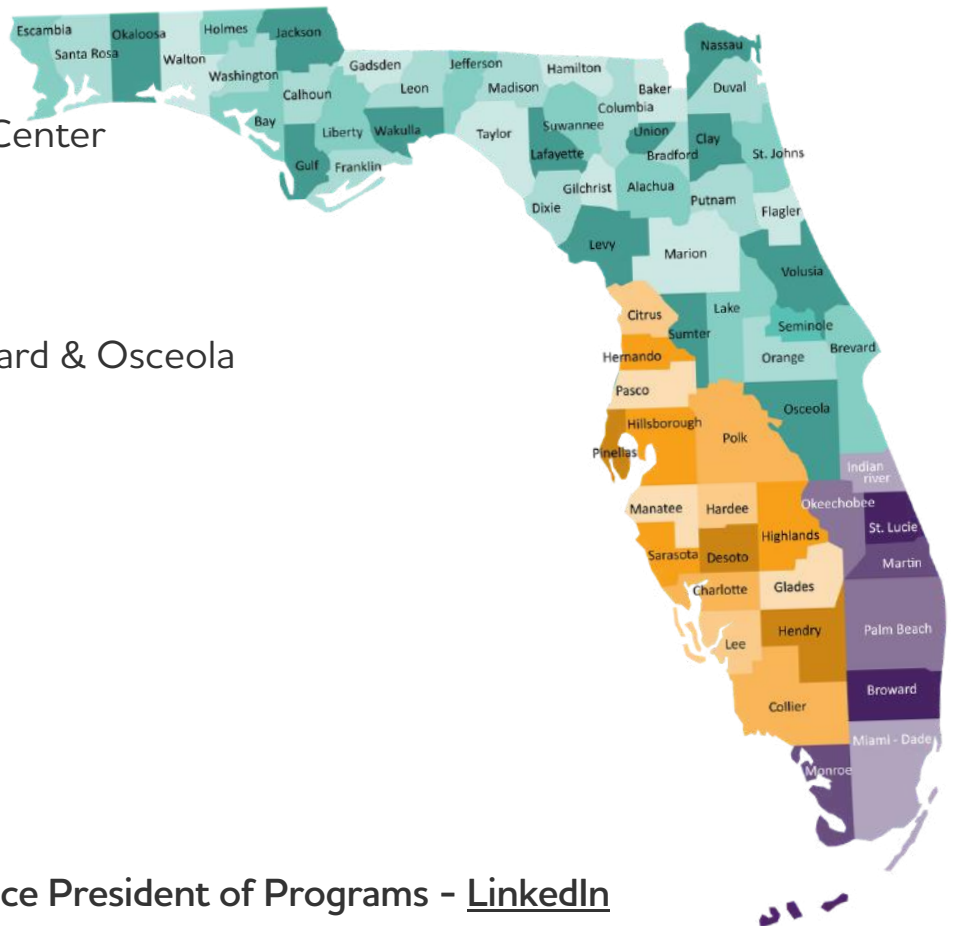 Escambia
Santa Rosa
Okaloosa
Walton
Holmes
Washington
Jackson
Bay
Calhoun
Gulf
Liberty
Franklin
Gadsden
Wakulla
Leon
Jefferson
Madison
Taylor
Hamilton
Suwannee
Lafayette
Dixie
Columbia
Gilchrist
Baker
Union
Bradford
Alachua
Levy
Nassau
Duval
Clay
St. Johns
Putnam
Flagler
Marion
Volusia
Center
Citrus
Sumter
Lake
Seminole
Orange
Brevard
Hernando
Pasco
Osceola
ard & Osceola
Hillsborough
Pinellas
Polk
Indian
river
Manatee
Hardee
Highlands
Okeechobee
St. Lucie
Sarasota
Desoto
Martin
Charlotte
Glades
Lee
Hendry
Palm Beach
Collier
Broward
Miami - Dade
Monroe
ce President of Programs - LinkedIn